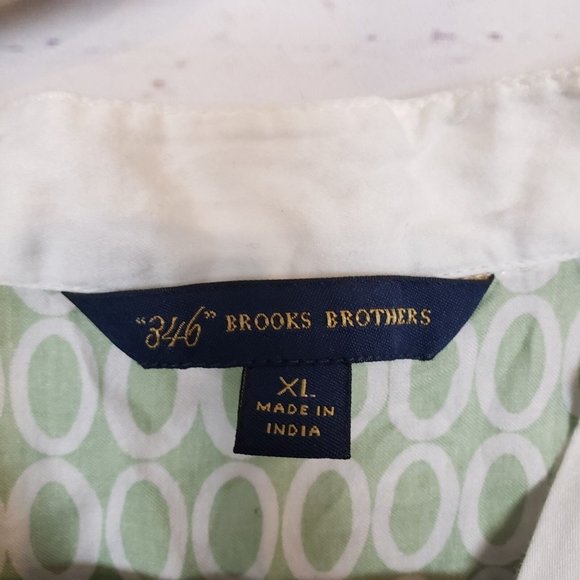 "346" BROOKS BROTHERS
XL
MADE IN
INDIA